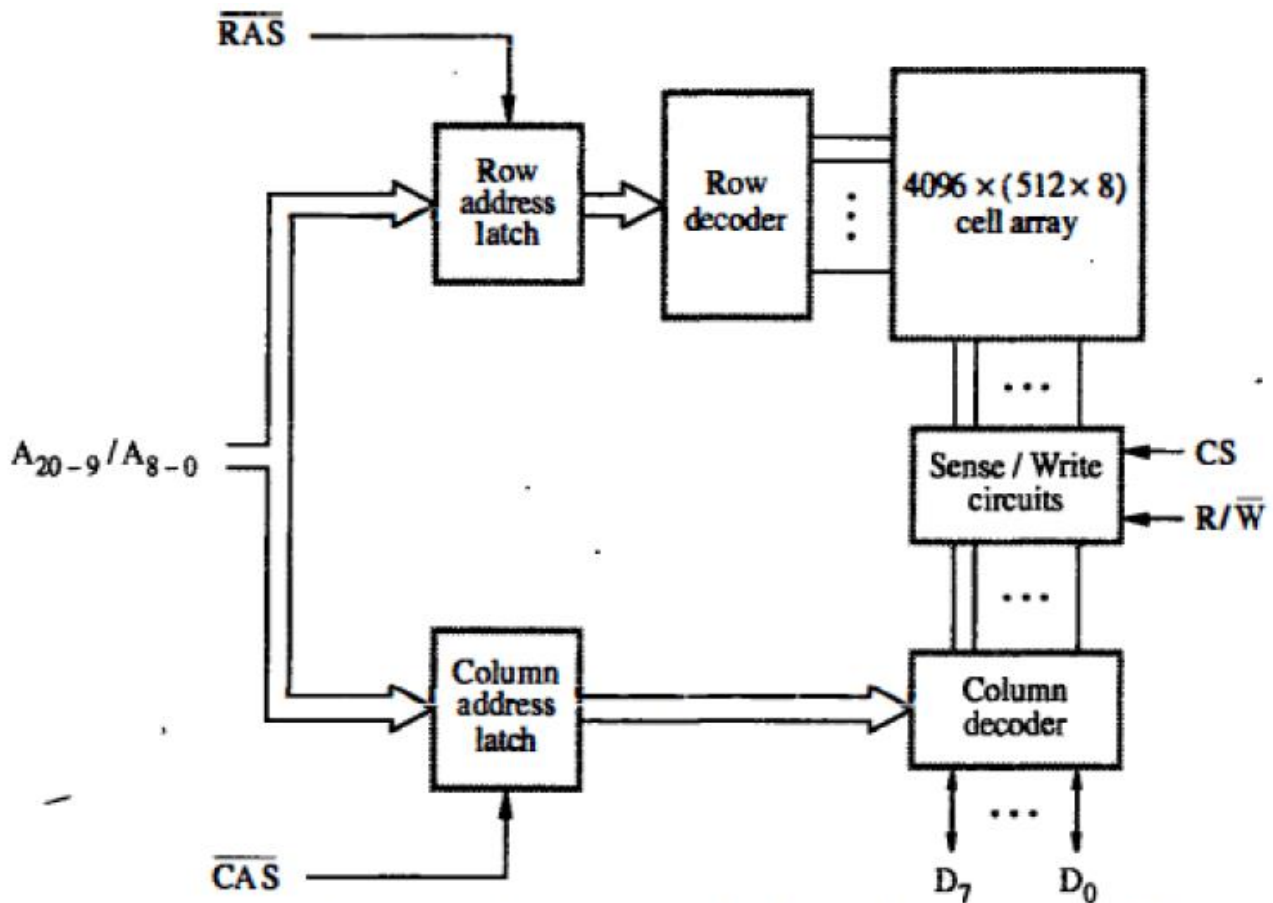 RAS
Row
address
latch
Row
decoder
4096 × (512 × 8)
cell array
A20-9 / A8-0
Sense / Write
circuits
CS
R/W
Column
address
latch
Column
decoder
CAS
D7
D0